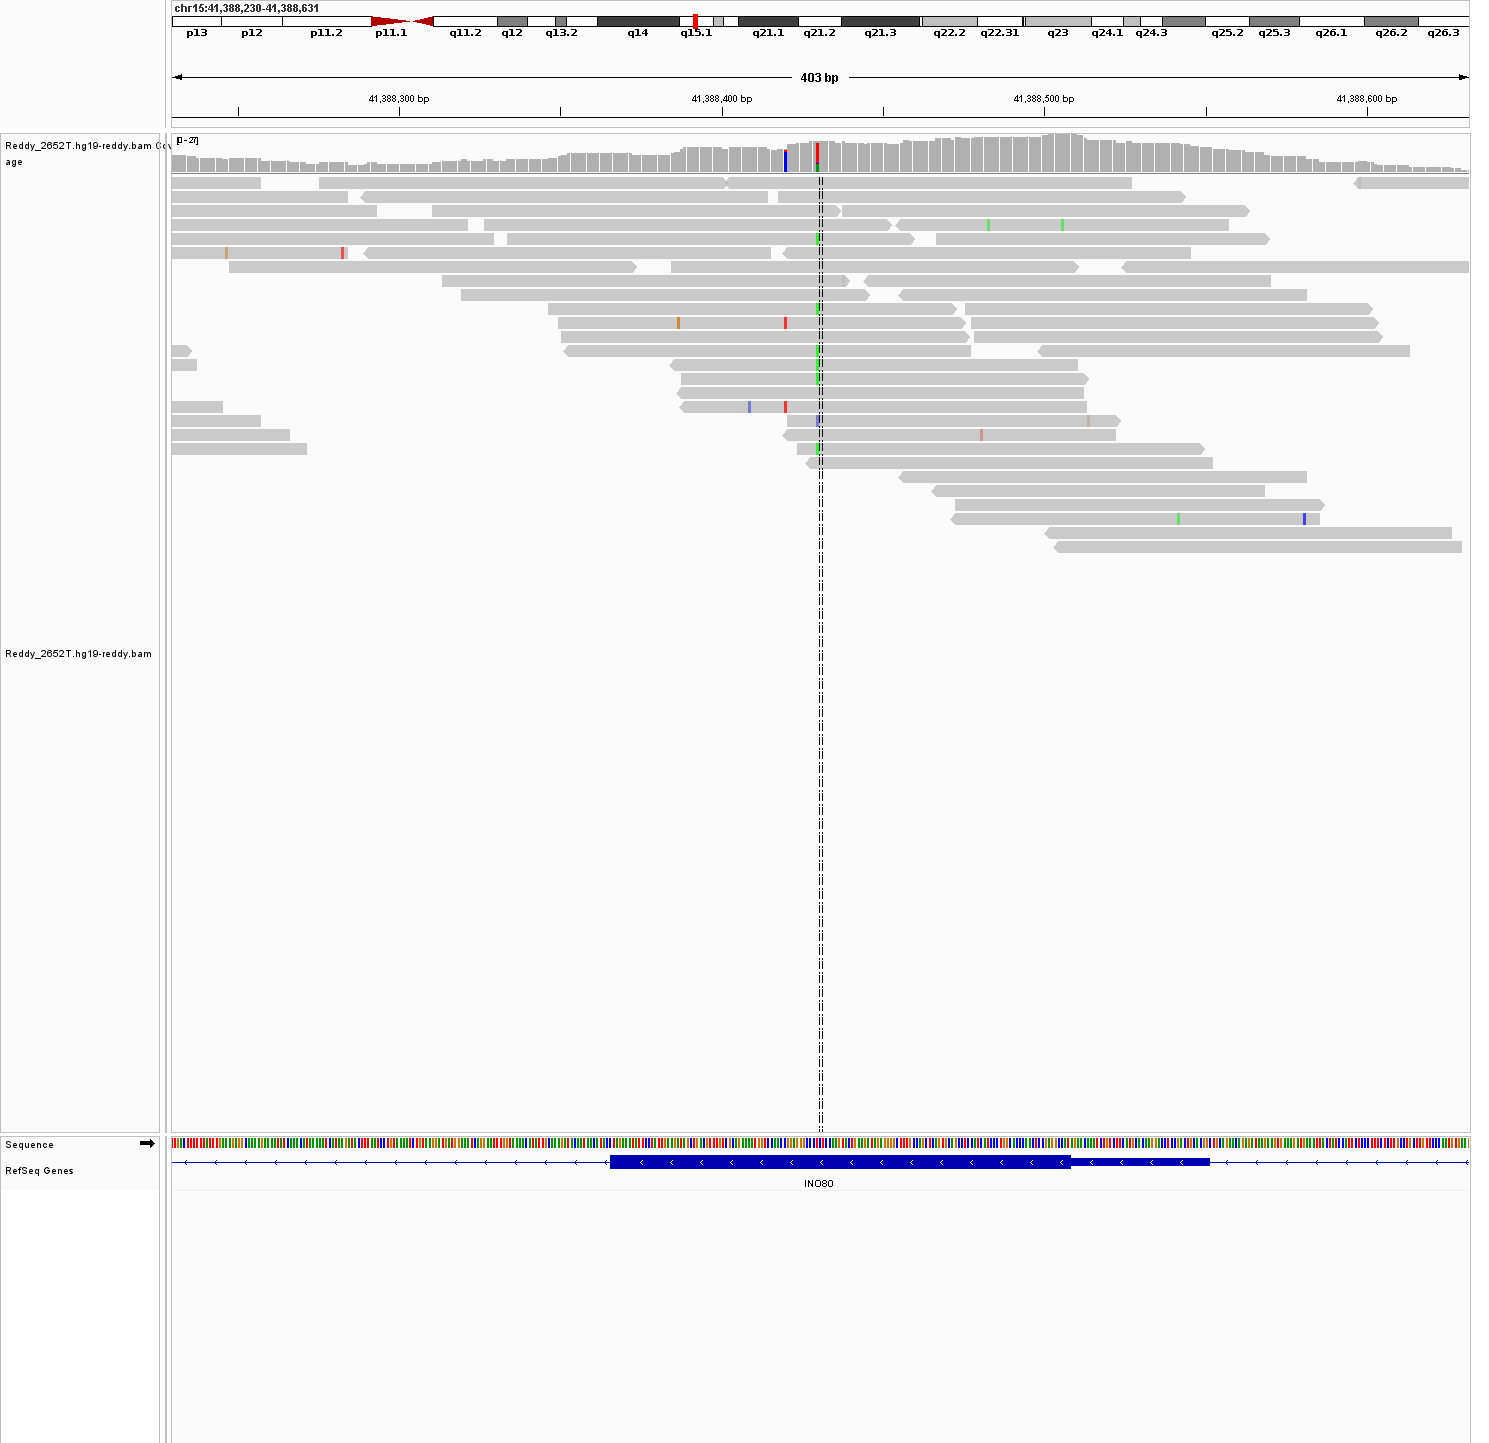 chr15:41,388,230-41,388,631
p13 p12 p11.2 p11.1 q11.2 q12 q13.2 q14 q15.1 q21.1 q21.2 q21.3 q22.2 q22.31 q23 q24.1 q24.3 q25.2 q25.3 q26.1 q26.2 q26.3
403 bp
41,388,300 bp 41,388,400 bp 41,388,500 bp 41,388,600 bp
Reddy_2652T.hg19-reddy.bam Cov [0 - 27]
age
Reddy_2652T.hg19-reddy.bam
Sequence
RefSeq Genes
INO80